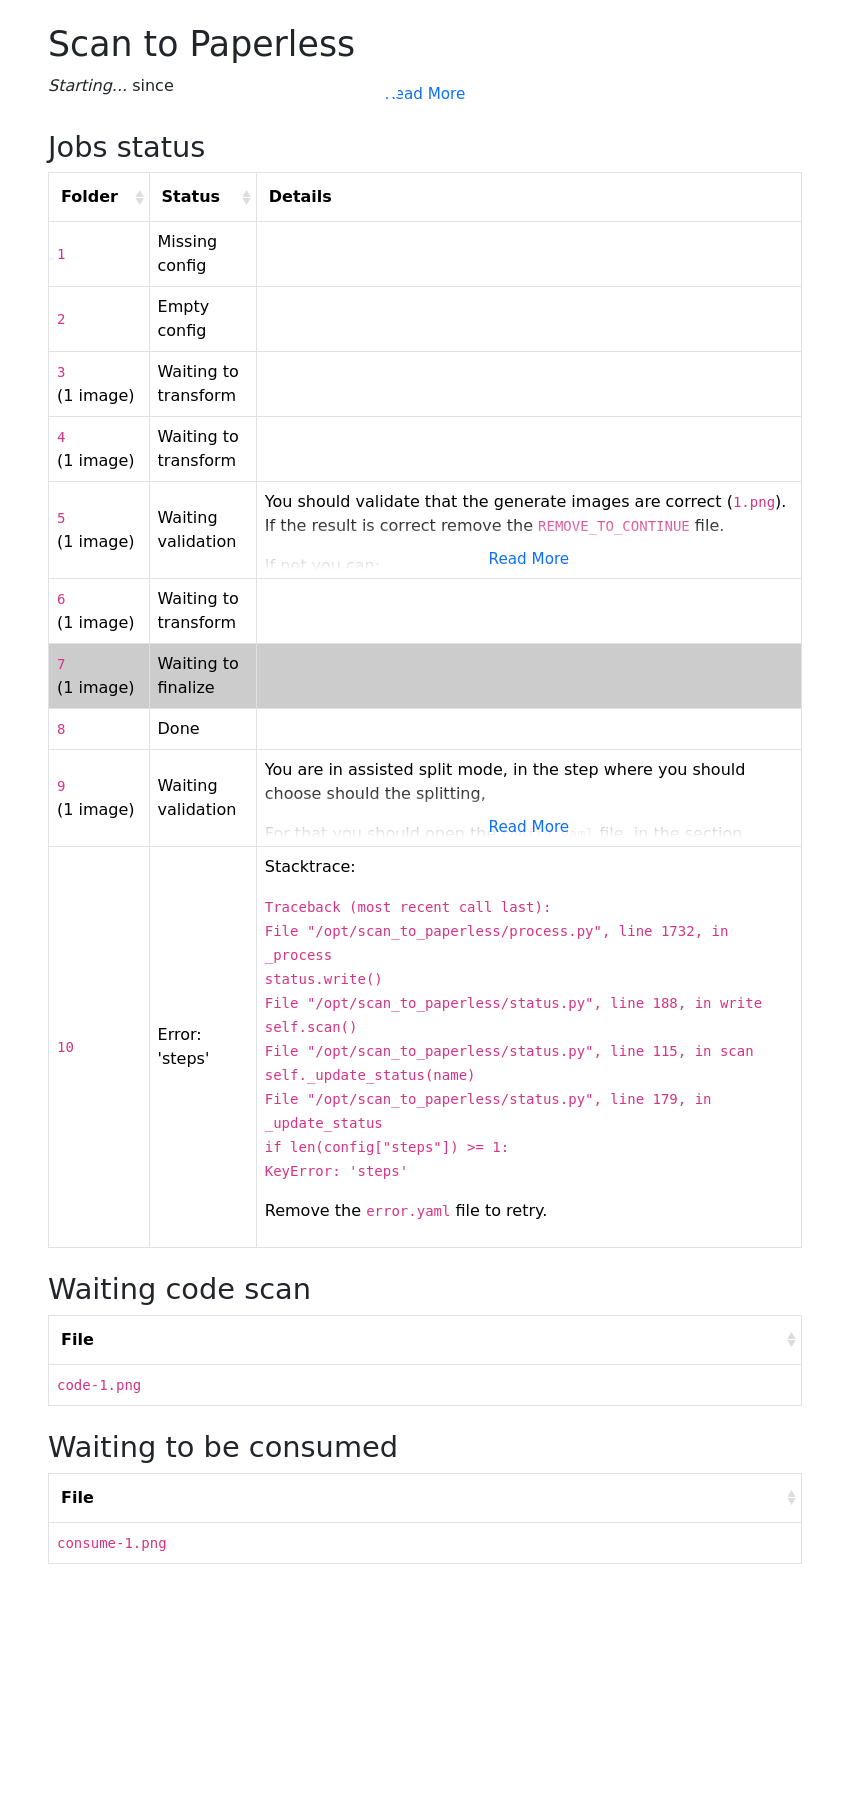 Scan to Paperless
Starting... since
Read More
Jobs status
Folder Status Details
1 Missing config
2 Empty config
3 (1 image) Waiting to transform
4 (1 image) Waiting to transform
5 (1 image) Waiting validation
You should validate that the generate images are correct (1.png).
If the result is correct remove the REMOVE_TO_CONTINUE file.
If not you can:
Read More
6 (1 image) Waiting to transform
7 (1 image) Waiting to finalize
8 Done
9 (1 image) Waiting validation
You are in assisted split mode, in the step where you should
choose should the splitting,
For that you should open the file, in the section
Read More
10 Error: 'steps'
Stacktrace:
Traceback (most recent call last):
File "/opt/scan_to_paperless/process.py", line 1732, in
_process
status.write()
File "/opt/scan_to_paperless/status.py", line 188, in write
self.scan()
File "/opt/scan_to_paperless/status.py", line 115, in scan
self._update_status(name)
File "/opt/scan_to_paperless/status.py", line 179, in
_update_status
if len(config["steps"]) >= 1:
KeyError: 'steps'
Remove the error.yaml file to retry.
Waiting code scan
File
code-1.png
Waiting to be consumed
File
consume-1.png